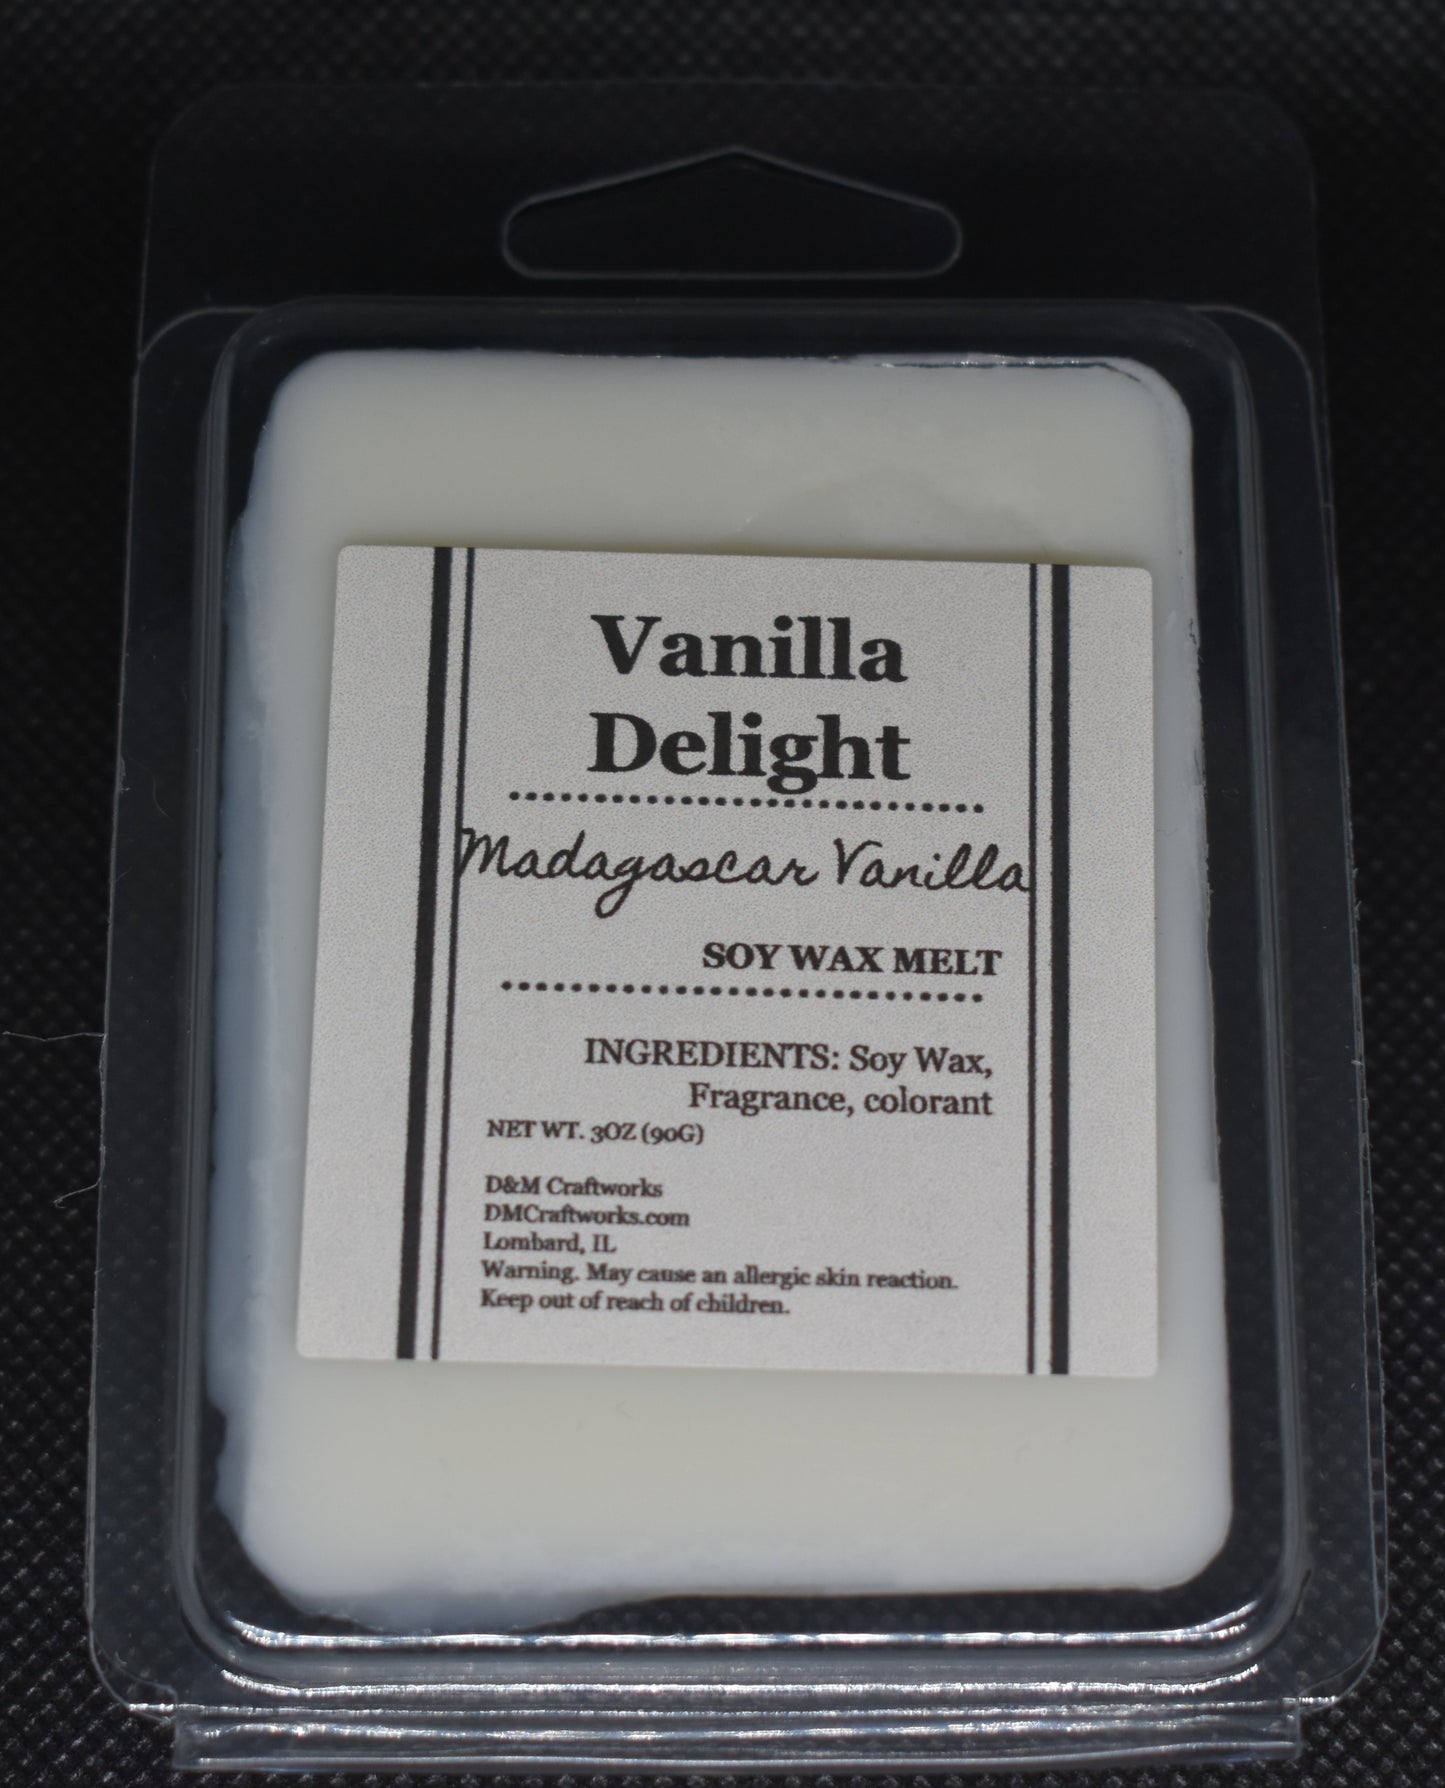 Vanilla
Delight
Madagascar Vanilla
SOY WAX MELT
INGREDIENTS: Soy Wax,
Fragrance, colorant
NET WT. 3OZ (90G)
D&M Craftworks
DMCraftworks.com
Lombard, IL
Warning. May cause an allergic skin reaction.
Keep out of reach of children.